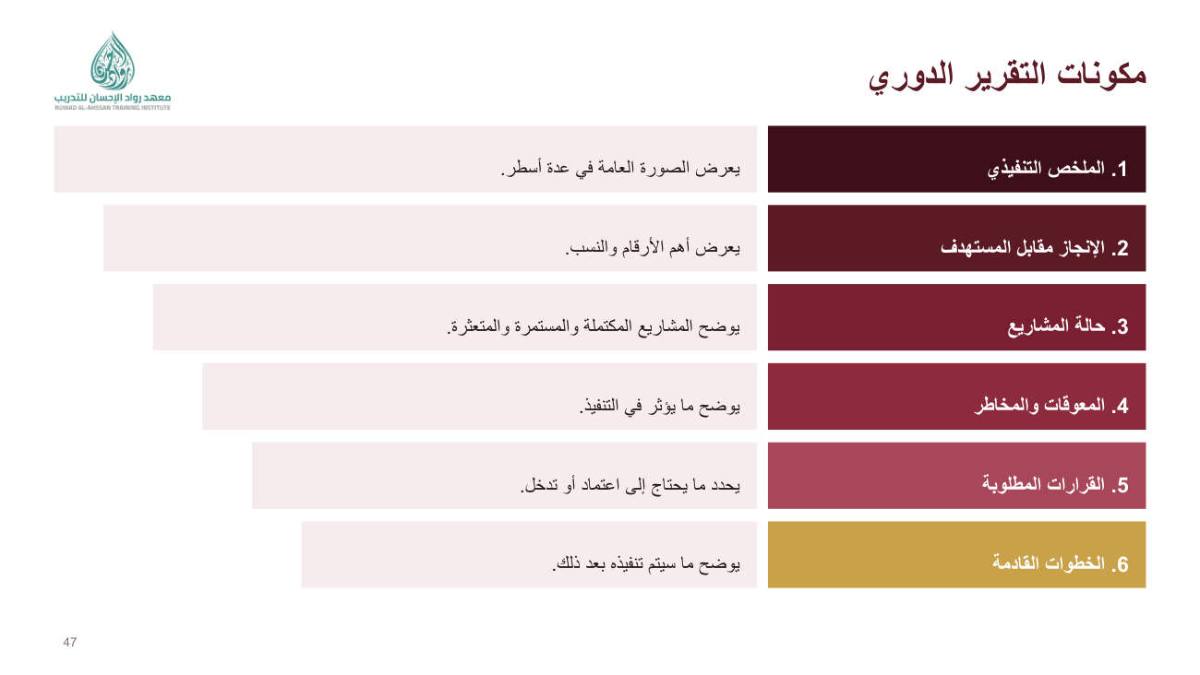 مكونات التقرير الدوري
معهد رواد الإحسان للتدريب
RUWAD AL-AHSSAN TRAINING INSTITUTE
1. الملخص التنفيذي
يعرض الصورة العامة في عدة أسطر.
2. الإنجاز مقابل المستهدف
يعرض أهم الأرقام والنسب.
3. حالة المشاريع
يوضح المشاريع المكتملة والمستمرة والمتعثرة.
4. المعوقات والمخاطر
يوضح ما يؤثر في التنفيذ.
5. القرارات المطلوبة
يحدد ما يحتاج إلى اعتماد أو تدخل.
6. الخطوات القادمة
يوضح ما سيتم تنفيذه بعد ذلك.
47